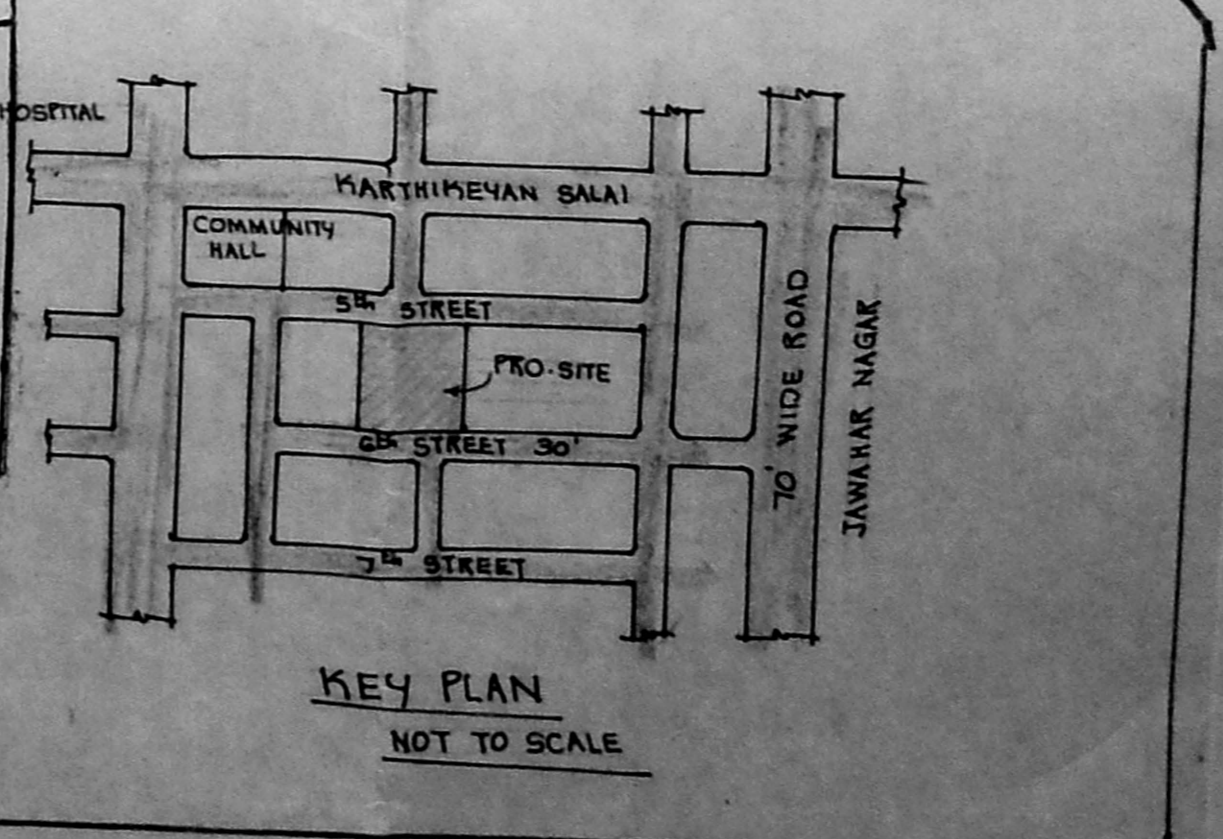 HOSPITAL
KARTHIKEYAN SALAI
COMMUNITY
HALL
5th STREET
PRO.SITE
6th STREET 30'
70' WIDE ROAD
JAWAHAR NAGAR
7th STREET
KEY PLAN
NOT TO SCALE